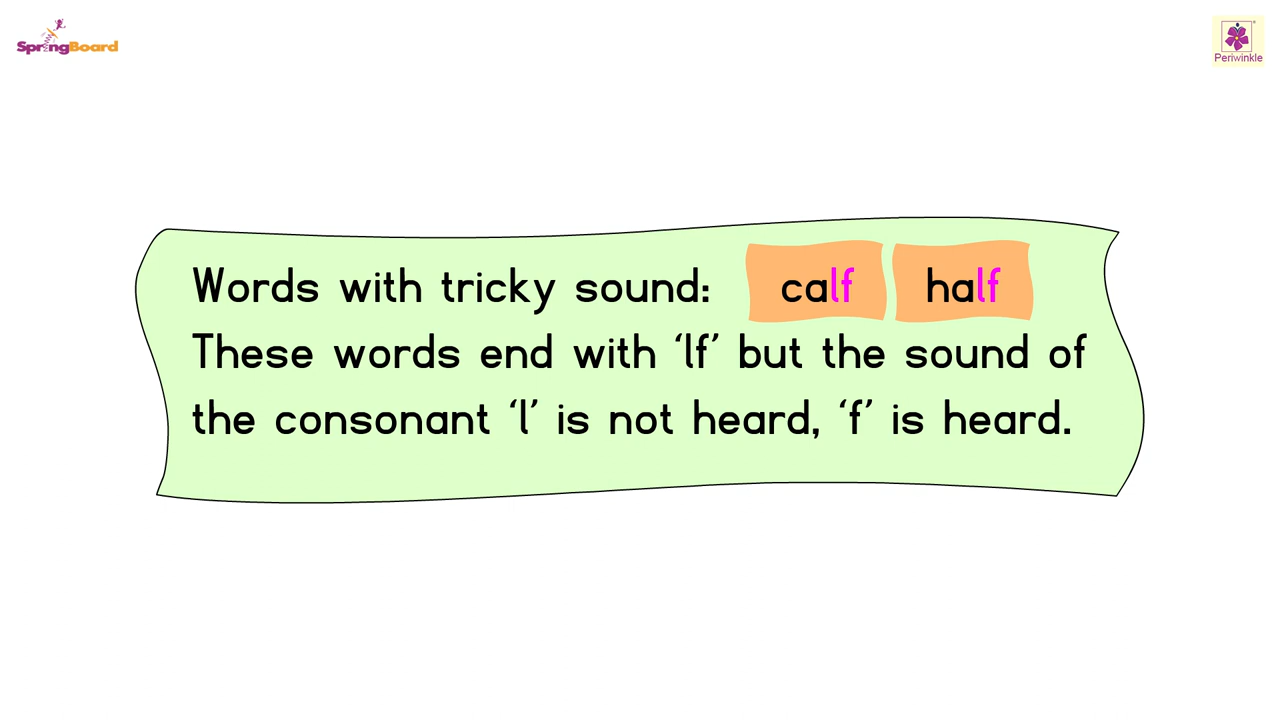 SpringBoard
Periwinkle
Words with tricky sound: calf half
These words end with ‘lf’ but the sound of
the consonant ‘l’ is not heard, ‘f’ is heard.